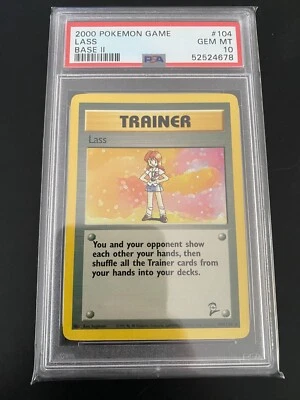 2000 POKEMON GAME #104
LASS GEM MT
BASE II 10
PSA 52524678
TRAINER
Lass
You and your opponent show
each other your hands, then
shuffle all the Trainer cards from
your hands into your decks.
2